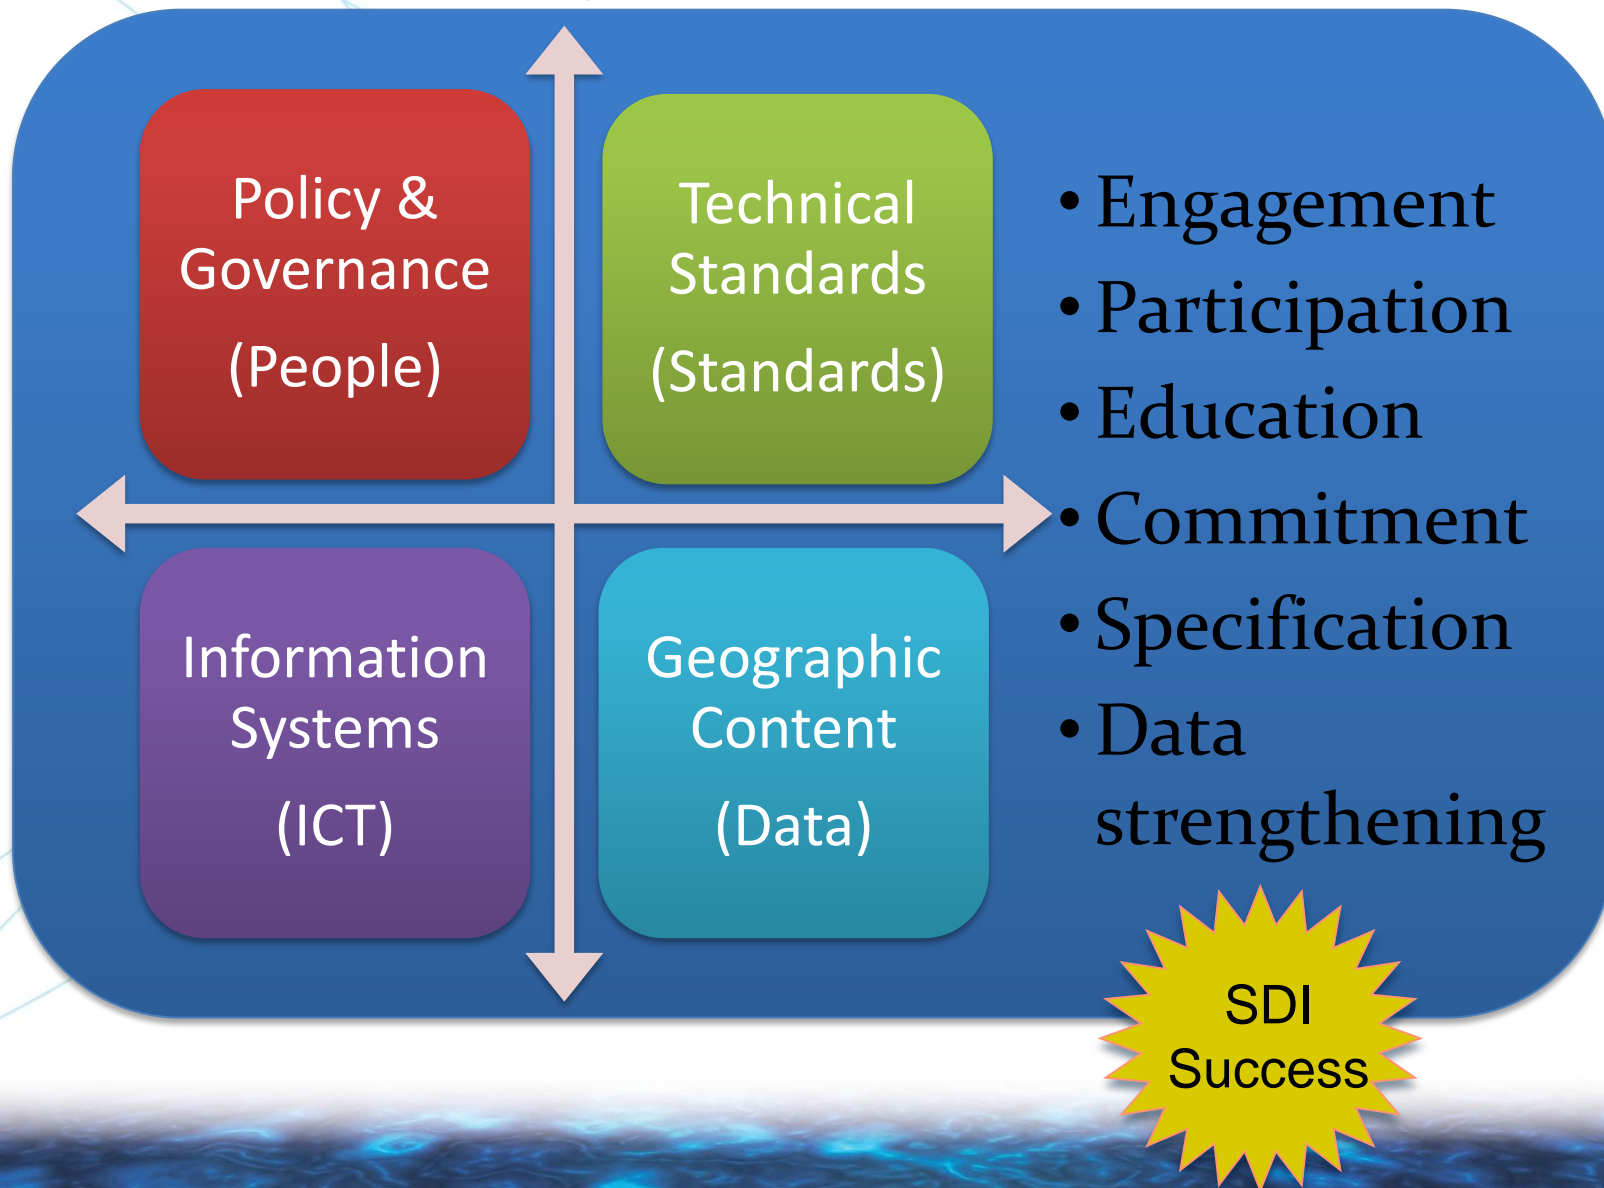 Policy &
Governance
(People)
Technical
Standards
(Standards)
Information
Systems
(ICT)
Geographic
Content
(Data)
• Engagement
• Participation
• Education
• Commitment
• Specification
• Data
strengthening
SDI
Success